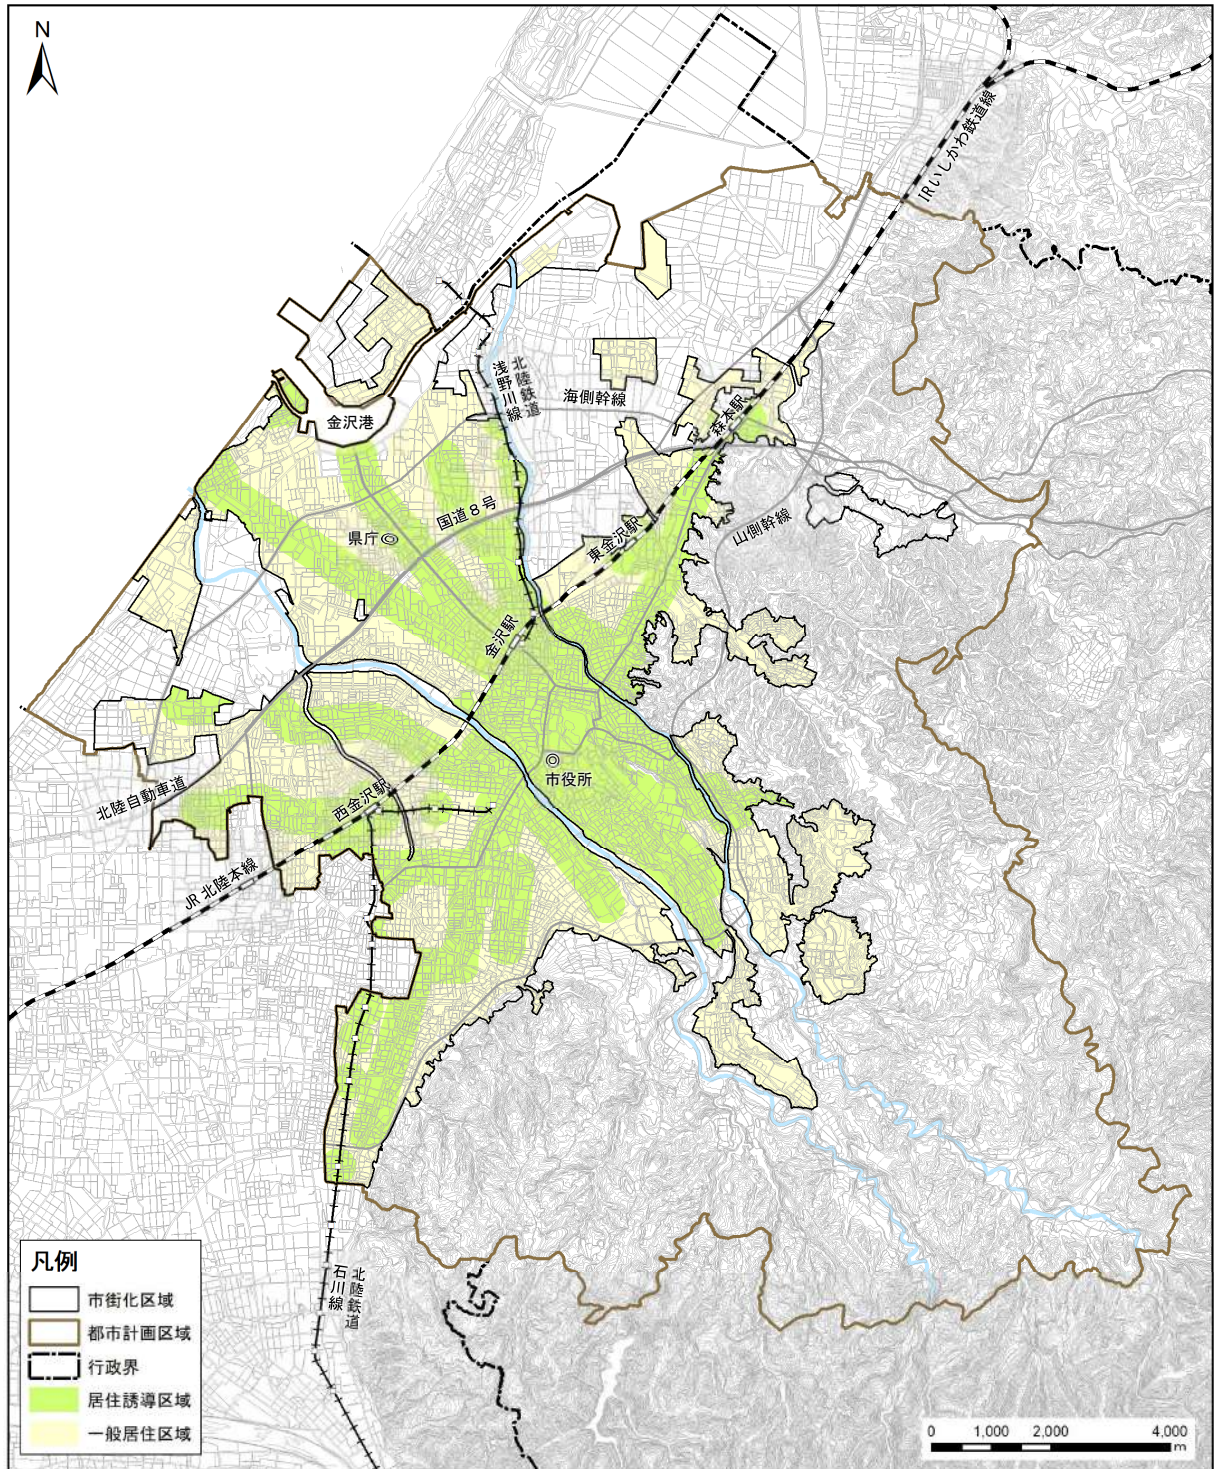 N
IRいしかわ鉄道線
北陸鉄道
浅野川線
海側幹線
金沢港
森本駅
国道8号
県庁
東金沢駅
山側幹線
金沢駅
市役所
北陸自動車道
西金沢駅
JR 北陸本線
北陸鉄道
石川線
凡例
市街化区域
都市計画区域
行政界
居住誘導区域
一般居住区域
0 1,000 2,000 4,000
m